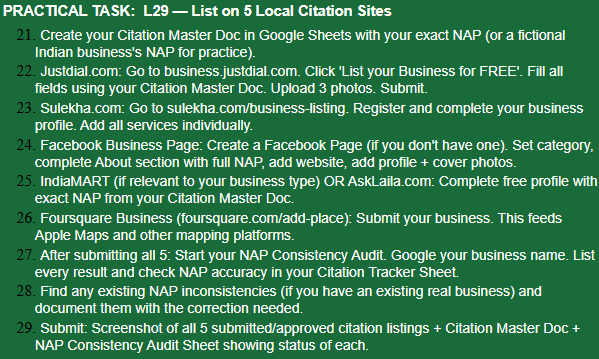 PRACTICAL TASK:  L29 — List on 5 Local Citation Sites
21. Create your Citation Master Doc in Google Sheets with your exact NAP (or a fictional
Indian business's NAP for practice).
22. Justdial.com: Go to business.justdial.com. Click 'List your Business for FREE'. Fill all
fields using your Citation Master Doc. Upload 3 photos. Submit.
23. Sulekha.com: Go to sulekha.com/business-listing. Register and complete your business
profile. Add all services individually.
24. Facebook Business Page: Create a Facebook Page (if you don't have one). Set category,
complete About section with full NAP, add website, add profile + cover photos.
25. IndiaMART (if relevant to your business type) OR AskLaila.com: Complete free profile with
exact NAP from your Citation Master Doc.
26. Foursquare Business (foursquare.com/add-place): Submit your business. This feeds
Apple Maps and other mapping platforms.
27. After submitting all 5: Start your NAP Consistency Audit. Google your business name. List
every result and check NAP accuracy in your Citation Tracker Sheet.
28. Find any existing NAP inconsistencies (if you have an existing real business) and
document them with the correction needed.
29. Submit: Screenshot of all 5 submitted/approved citation listings + Citation Master Doc +
NAP Consistency Audit Sheet showing status of each.